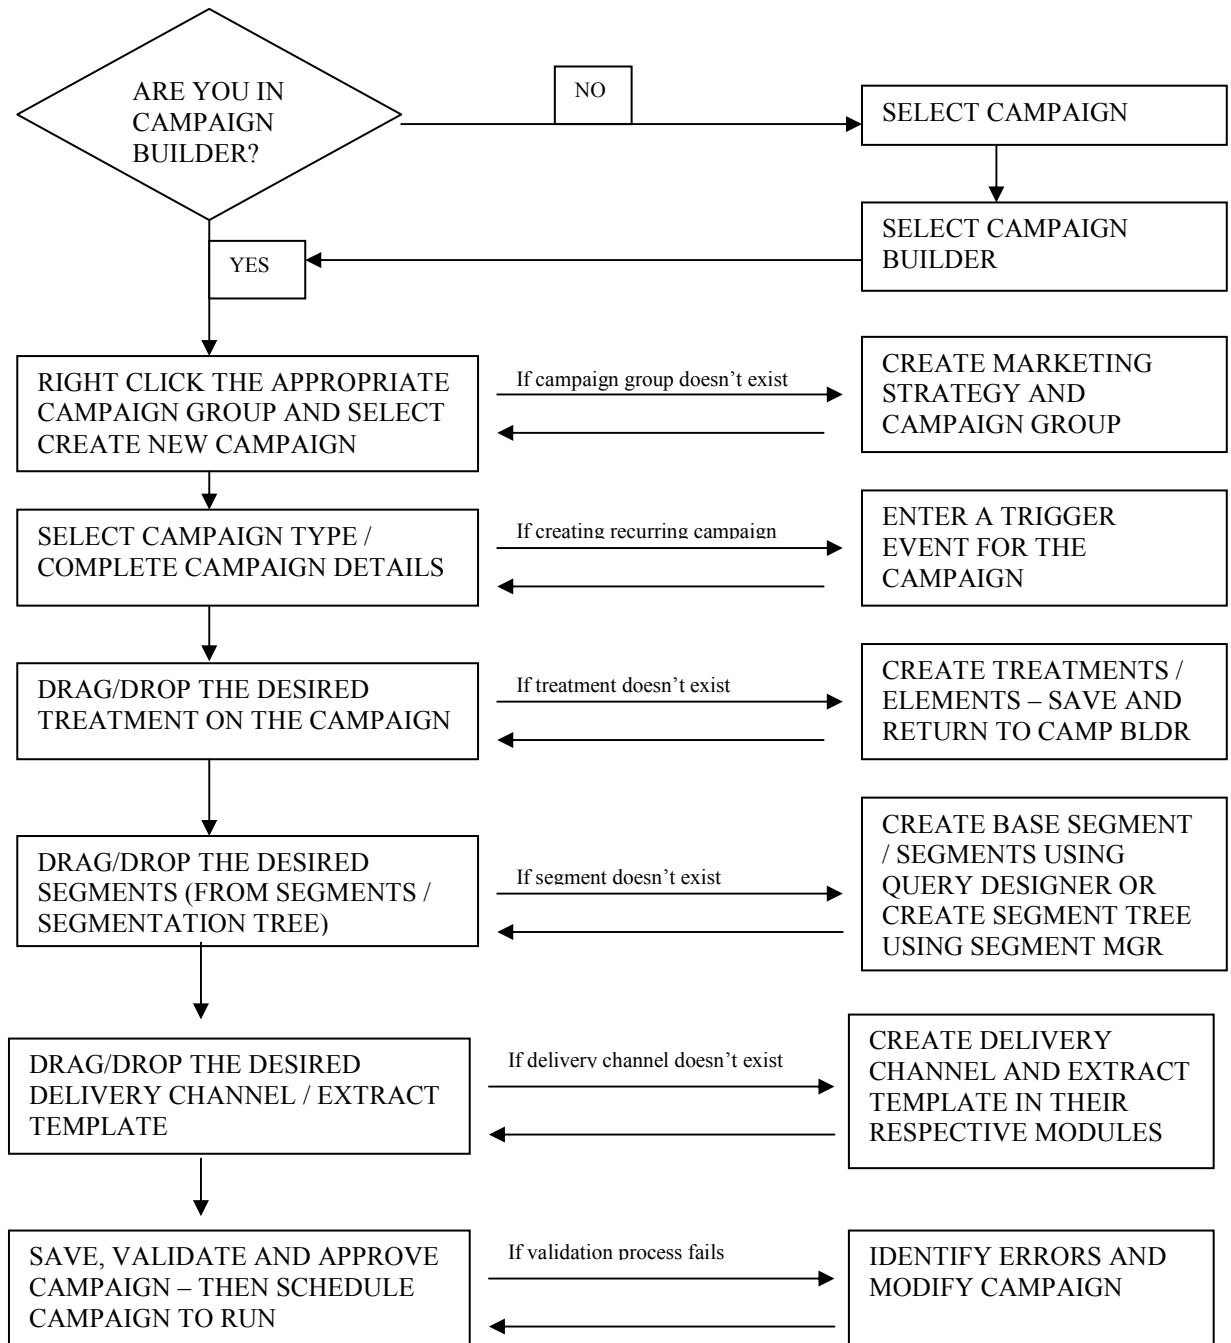 ARE YOU IN
CAMPAIGN
BUILDER?
NO
SELECT CAMPAIGN
SELECT CAMPAIGN
BUILDER
YES
RIGHT CLICK THE APPROPRIATE
CAMPAIGN GROUP AND SELECT
CREATE NEW CAMPAIGN
If campaign group doesn’t exist
CREATE MARKETING
STRATEGY AND
CAMPAIGN GROUP
SELECT CAMPAIGN TYPE /
COMPLETE CAMPAIGN DETAILS
If creating recurring campaign
ENTER A TRIGGER
EVENT FOR THE
CAMPAIGN
DRAG/DROP THE DESIRED
TREATMENT ON THE CAMPAIGN
If treatment doesn’t exist
CREATE TREATMENTS /
ELEMENTS – SAVE AND
RETURN TO CAMP BLDR
DRAG/DROP THE DESIRED
SEGMENTS (FROM SEGMENTS /
SEGMENTATION TREE)
If segment doesn’t exist
CREATE BASE SEGMENT
/ SEGMENTS USING
QUERY DESIGNER OR
CREATE SEGMENT TREE
USING SEGMENT MGR
DRAG/DROP THE DESIRED
DELIVERY CHANNEL / EXTRACT
TEMPLATE
If delivery channel doesn’t exist
CREATE DELIVERY
CHANNEL AND EXTRACT
TEMPLATE IN THEIR
RESPECTIVE MODULES
SAVE, VALIDATE AND APPROVE
CAMPAIGN – THEN SCHEDULE
CAMPAIGN TO RUN
If validation process fails
IDENTIFY ERRORS AND
MODIFY CAMPAIGN